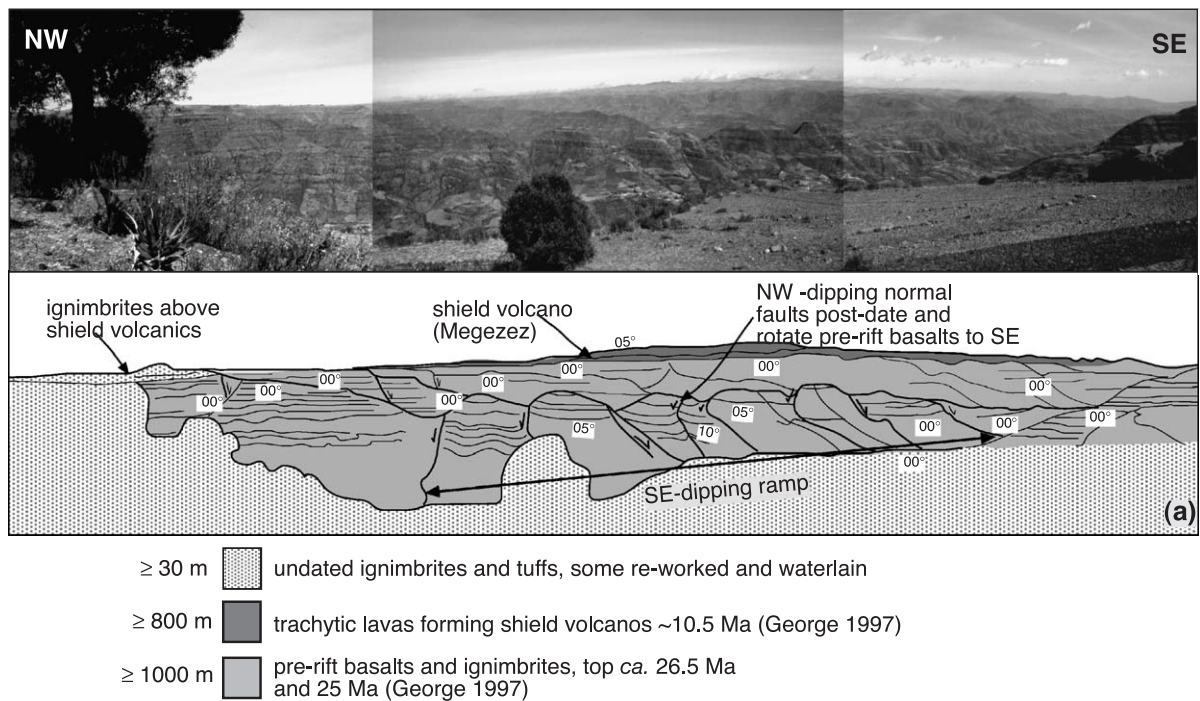 NW
SE
ignimbrites above
shield volcanics
shield volcano
(Megezez)
NW -dipping normal
faults post-date and
rotate pre-rift basalts to SE
05°
00°
00°
00°
00°
00°
00°
00°
00°
00°
05°
05°
10°
00°
00°
00°
00°
00°
SE-dipping ramp
(a)
≥ 30 m undated ignimbrites and tuffs, some re-worked and waterlain
≥ 800 m trachytic lavas forming shield volcanos ~10.5 Ma (George 1997)
≥ 1000 m pre-rift basalts and ignimbrites, top ca. 26.5 Ma
and 25 Ma (George 1997)